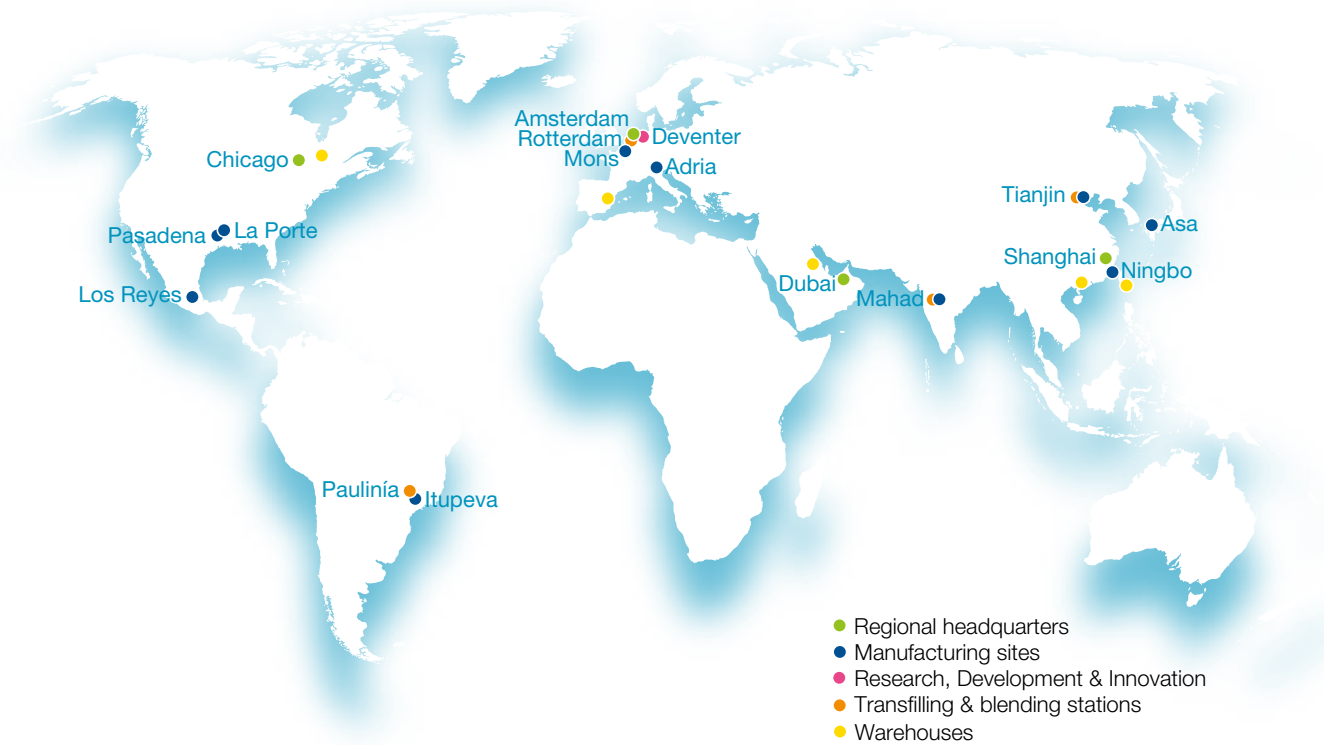 Amsterdam
Rotterdam
Deventer
Mons
Adria
Chicago
Tianjin
Asa
La Porte
Pasadena
Shanghai
Ningbo
Dubai
Los Reyes
Mahad
Paulinía
Itupeva
Regional headquarters
Manufacturing sites
Research, Development & Innovation
Transfilling & blending stations
Warehouses